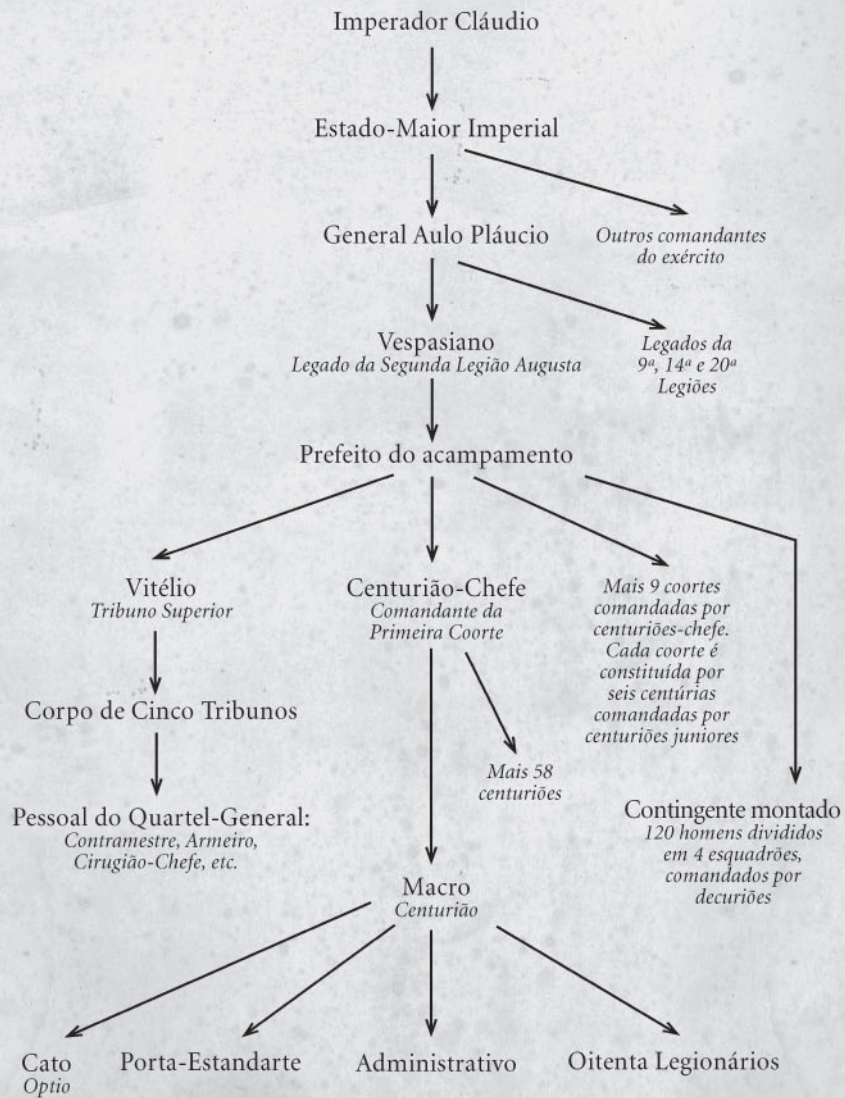 Imperador Cláudio
Estado-Maior Imperial
General Aulo Pláucio
Outros comandantes
do exército
Vespasiano
Legado da Segunda Legião Augusta
Legados da
9ª, 14ª e 20ª
Legiões
Prefeito do acampamento
Vitélio
Tribuno Superior
Centurião-Chefe
Comandante da
Primeira Coorte
Mais 9 coortes
comandadas por
centuriões-chefe.
Cada coorte é
constituída por
seis centúrias
comandadas por
centuriões juniores
Corpo de Cinco Tribunos
Mais 58
centuriões
Pessoal do Quartel-General:
Contramestre, Armeiro,
Cirugião-Chefe, etc.
Contingente montado
120 homens divididos
em 4 esquadrões,
comandados por
decuriões
Macro
Centurião
Cato
Optio
Porta-Estandarte
Administrativo
Oitenta Legionários